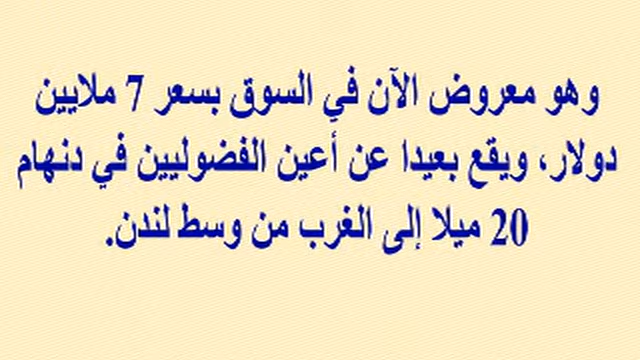 وهو معروض الآن في السوق بسعر 7 ملايين
دولار، ويقع بعيدا عن أعين الفضوليين في دنهام
20 ميلا إلى الغرب من وسط لندن.